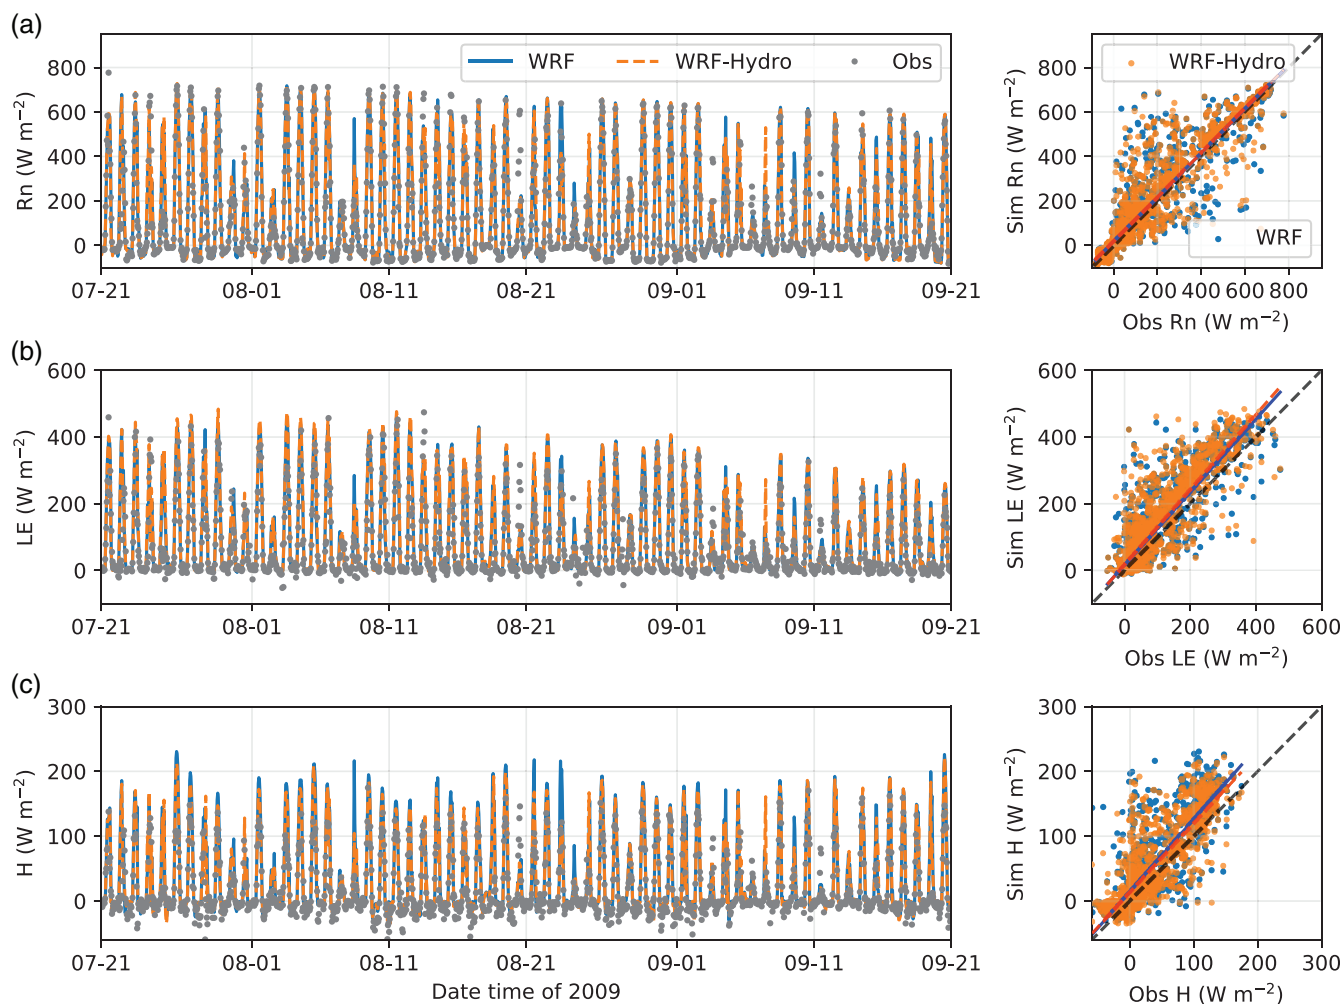 (a)
WRF WRF-Hydro Obs
800
600
400
200
0
Rn (W m⁻²)
07-21 08-01 08-11 08-21 09-01 09-11 09-21
WRF-Hydro
WRF
800
600
400
200
0
Sim Rn (W m⁻²)
0 200 400 600 800
Obs Rn (W m⁻²)
(b)
600
400
200
0
LE (W m⁻²)
07-21 08-01 08-11 08-21 09-01 09-11 09-21
600
400
200
0
Sim LE (W m⁻²)
0 200 400 600
Obs LE (W m⁻²)
(c)
300
200
100
0
H (W m⁻²)
07-21 08-01 08-11 08-21 09-01 09-11 09-21
Date time of 2009
300
200
100
0
Sim H (W m⁻²)
0 100 200 300
Obs H (W m⁻²)